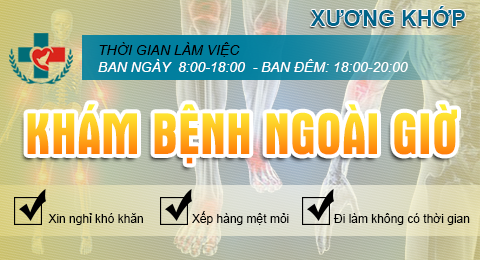 XƯƠNG KHỚP
THỜI GIAN LÀM VIỆC
BAN NGÀY 8:00-18:00 - BAN ĐÊM: 18:00-20:00
KHÁM BỆNH NGOÀI GIỜ
Xin nghỉ khó khăn
Xếp hàng mệt mỏi
Đi làm không có thời gian